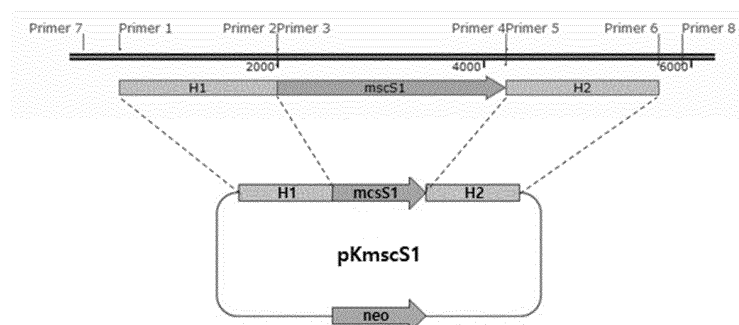 Primer 7 Primer 1 Primer 2 Primer 3 Primer 4 Primer 5 Primer 6 Primer 8
2000 4000 6000
H1 mscS1 H2
H1 mcsS1 H2
pKmscS1
neo